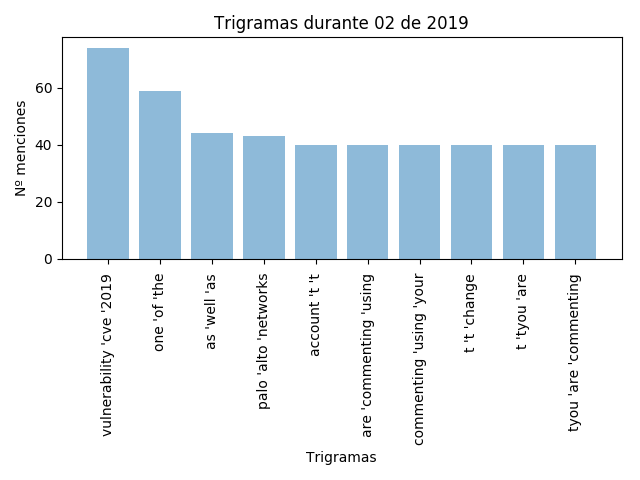 Trigramas durante 02 de 2019
Nº menciones
60
40
20
0
vulnerability 'cve '2019
one 'of 'the
as 'well 'as
palo 'alto 'networks
account 't 't
are 'commenting 'using
commenting 'using 'your
t 't 'change
t 'tyou 'are
tyou 'are 'commenting
Trigramas